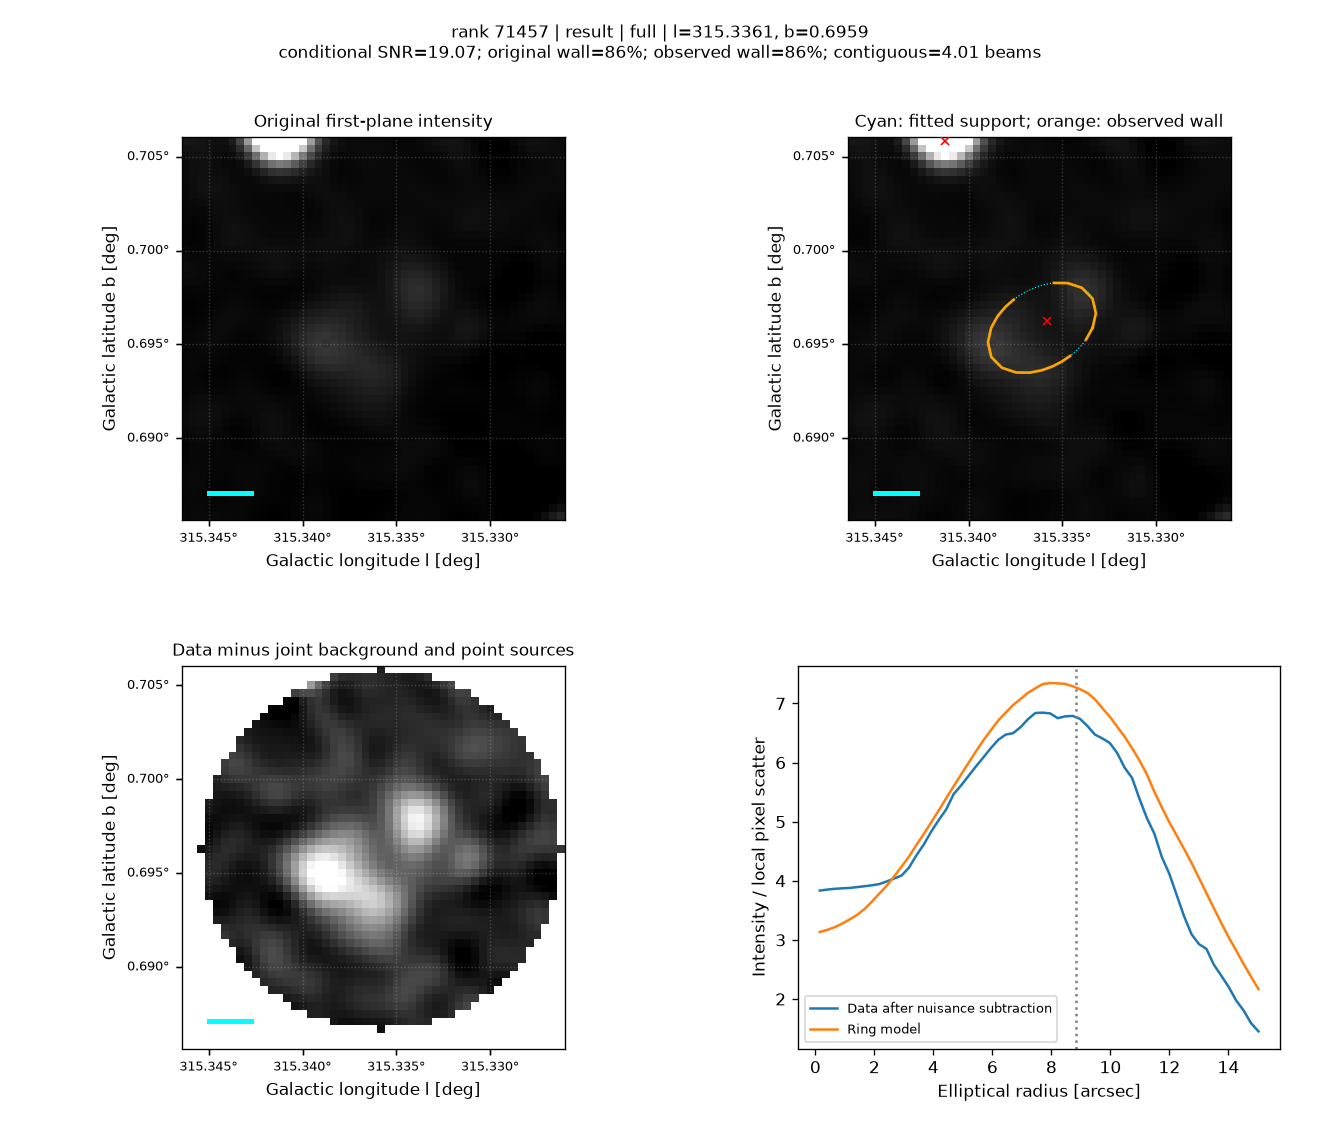 rank 71457 | result | full | l=315.3361, b=0.6959
conditional SNR=19.07; original wall=86%; observed wall=86%; contiguous=4.01 beams
Original first-plane intensity
0.705°
0.700°
0.695°
0.690°
Galactic latitude b [deg]
315.345° 315.340° 315.335° 315.330°
Galactic longitude l [deg]
Cyan: fitted support; orange: observed wall
0.705°
0.700°
0.695°
0.690°
Galactic latitude b [deg]
315.345° 315.340° 315.335° 315.330°
Galactic longitude l [deg]
Data minus joint background and point sources
0.705°
0.700°
0.695°
0.690°
Galactic latitude b [deg]
315.345° 315.340° 315.335° 315.330°
Galactic longitude l [deg]
7
6
5
4
3
2
Intensity / local pixel scatter
Data after nuisance subtraction
Ring model
0 2 4 6 8 10 12 14
Elliptical radius [arcsec]